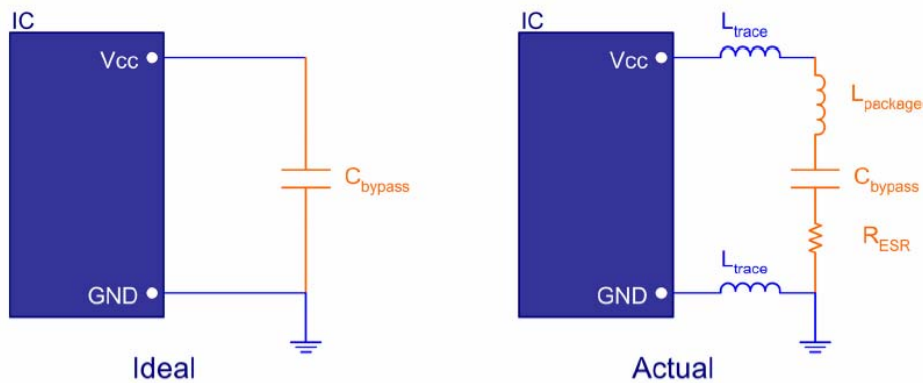 IC
Vcc
C_bypass
GND
Ideal
IC
L_trace
Vcc
L_package
C_bypass
R_ESR
L_trace
GND
Actual